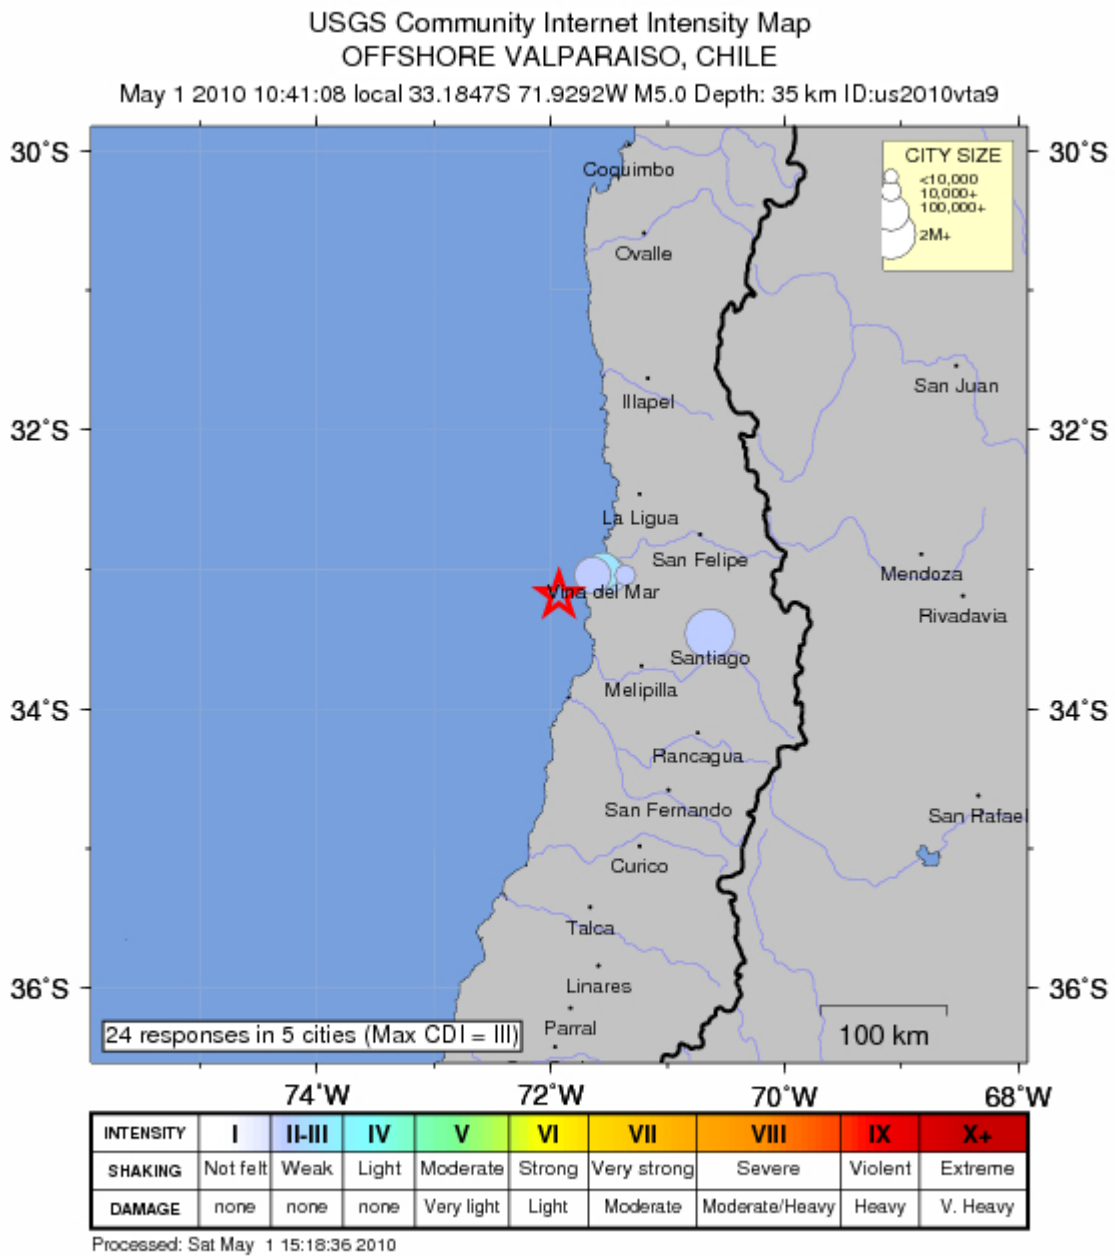 USGS Community Internet Intensity Map
OFFSHORE VALPARAISO, CHILE
May 1 2010 10:41:08 local 33.1847S 71.9292W M5.0 Depth: 35 km ID:us2010vta9
30°S
30°S
CITY SIZE
<10,000
10,000+
100,000+
2M+
Coquimbo
Ovalle
San Juan
Illapel
32°S
32°S
La Ligua
San Felipe
Mendoza
Vina del Mar
Rivadavia
Santiago
Melipilla
34°S
34°S
Rancagua
San Fernando
San Rafael
Curico
Talca
Linares
36°S
36°S
Parral
24 responses in 5 cities (Max CDI = III)
100 km
74°W
72°W
70°W
68°W
INTENSITY I II-III IV V VI VII VIII IX X+
SHAKING Not felt Weak Light Moderate Strong Very strong Severe Violent Extreme
DAMAGE none none none Very light Light Moderate Moderate/Heavy Heavy V. Heavy
Processed: Sat May 1 15:18:36 2010